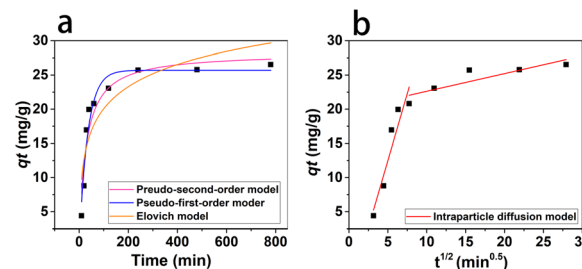 a
30
25
20
15
10
5
qt (mg/g)
0
200
400
600
800
Time (min)
Preudo-second-order model
Pseudo-first-order moder
Elovich model
b
30
25
20
15
10
5
0
qt (mg/g)
0
5
10
15
20
25
30
t1/2 (min0.5)
Intraparticle diffusion model